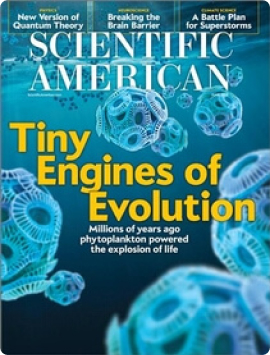 PHYSICS
New Version of
Quantum Theory
NEUROSCIENCE
Breaking the
Brain Barrier
CLIMATE SCIENCE
A Battle Plan
for Superstorms
SCIENTIFIC
AMERICAN
Tiny
Engines of
Evolution
Millions of years ago
phytoplankton powered
the explosion of life